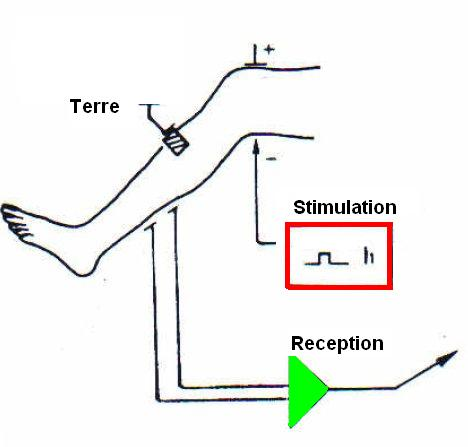 +
Terre
-
Stimulation
Reception